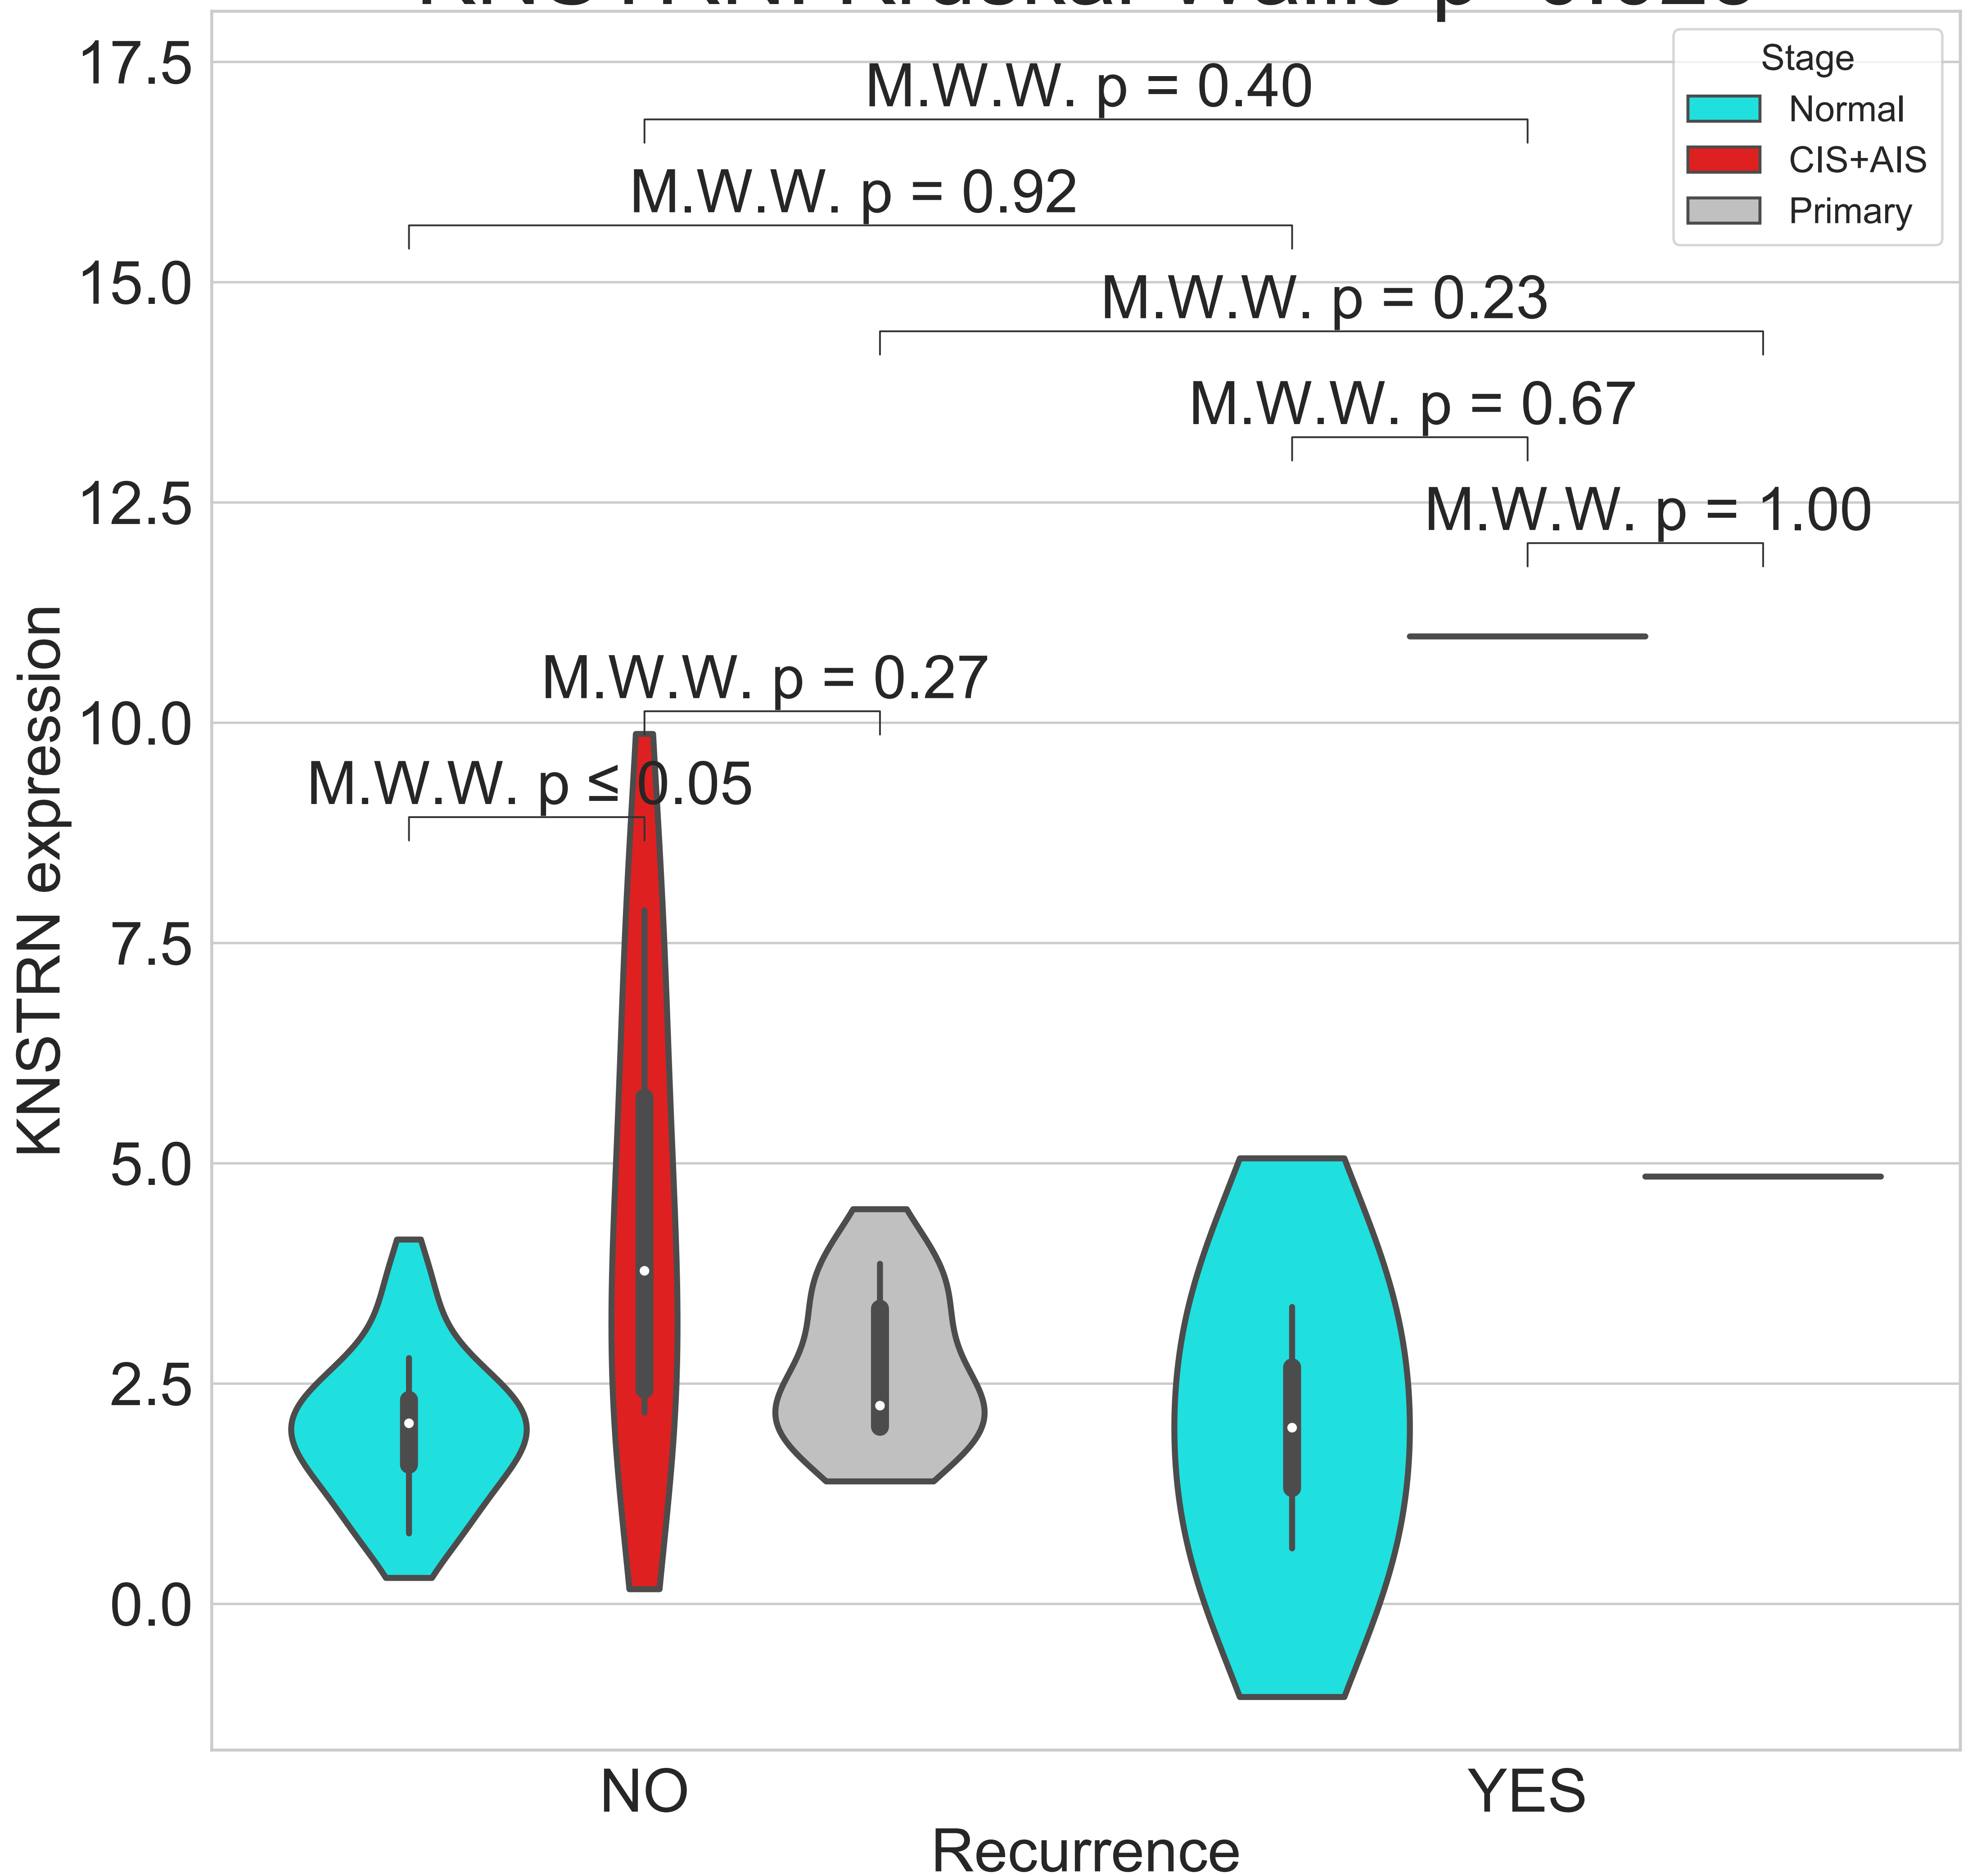 17.5
15.0
12.5
10.0
7.5
5.0
2.5
0.0
KNSTRN expression
M.W.W. p = 0.40
M.W.W. p = 0.92
M.W.W. p = 0.23
M.W.W. p = 0.67
M.W.W. p = 1.00
M.W.W. p = 0.27
M.W.W. p ≤ 0.05
Stage
Normal
CIS+AIS
Primary
NO
YES
Recurrence